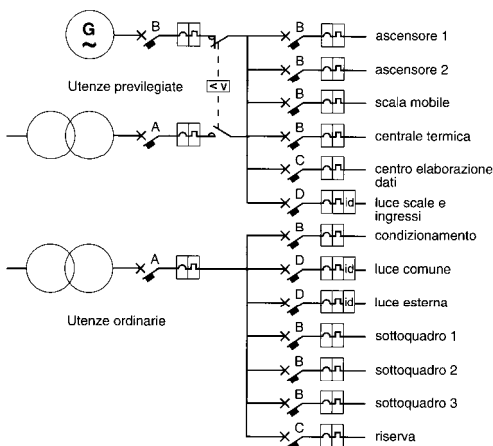 G
~
B
B
ascensore 1
Utenze previlegiate
B
ascensore 2
< v
B
scala mobile
A
B
centrale termica
C
centro elaborazione
dati
D
id
luce scale e
ingressi
B
condizionamento
A
D
id
luce comune
D
id
luce esterna
Utenze ordinarie
B
sottoquadro 1
B
sottoquadro 2
B
sottoquadro 3
C
riserva